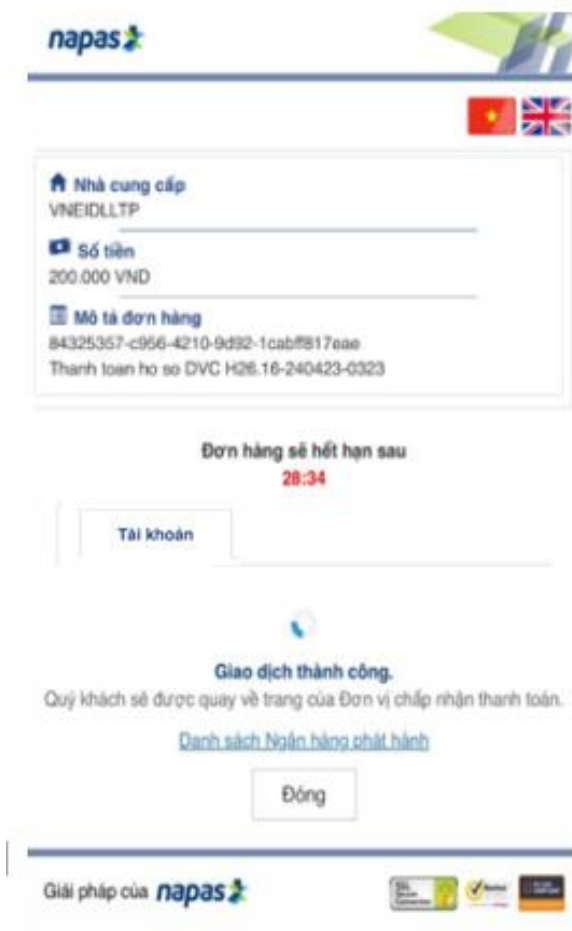 napas
Nhà cung cấp
VNEIDLLTP
Số tiền
200.000 VND
Mô tả đơn hàng
84325357-c956-4210-9d92-1cabff817eae
Thanh toan ho so DVC H26.16-240423-0323
Đơn hàng sẽ hết hạn sau
28:34
Tài khoản
Giao dịch thành công.
Quý khách sẽ được quay về trang của Đơn vị chấp nhận thanh toán.
Danh sách Ngân hàng phát hành
Đóng
Giải pháp của napas